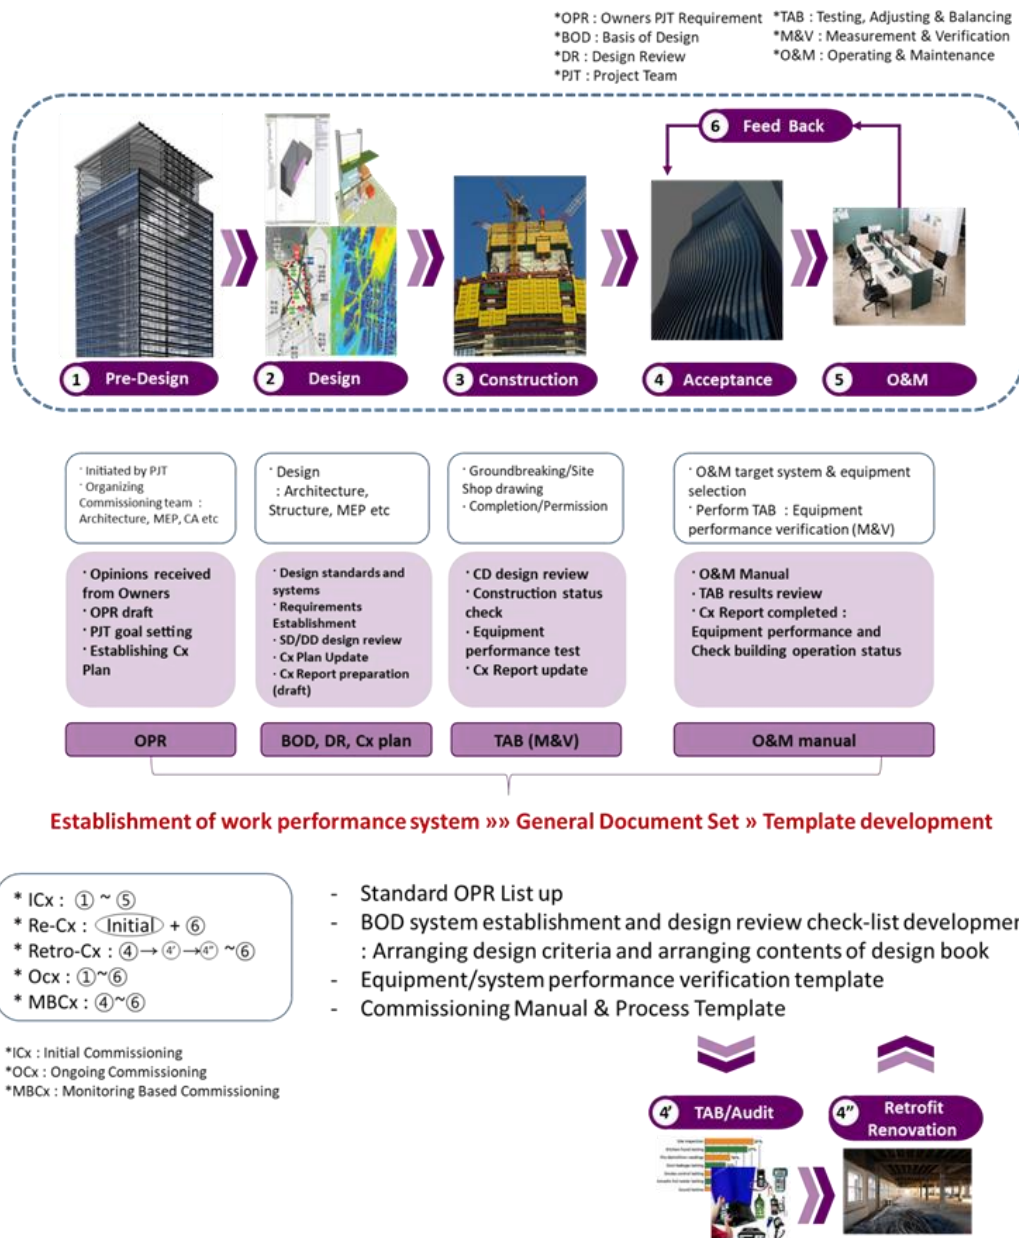 *OPR : Owners PJT Requirement
*BOD : Basis of Design
*DR : Design Review
*PJT : Project Team
*TAB : Testing, Adjusting & Balancing
*M&V : Measurement & Verification
*O&M : Operating & Maintenance
6 Feed Back
1 Pre-Design
2 Design
3 Construction
4 Acceptance
5 O&M
· Initiated by PJT
· Organizing
Commissioning team :
Architecture, MEP, CA etc
· Design
: Architecture,
Structure, MEP etc
· Groundbreaking/Site
Shop drawing
· Completion/Permission
· O&M target system & equipment
selection
· Perform TAB : Equipment
performance verification (M&V)
· Opinions received
from Owners
· OPR draft
· PJT goal setting
· Establishing Cx
Plan
· Design standards and
systems
· Requirements
Establishment
· SD/DD design review
· Cx Plan Update
· Cx Report preparation
(draft)
· CD design review
· Construction status
check
· Equipment
performance test
· Cx Report update
· O&M Manual
· TAB results review
· Cx Report completed :
Equipment performance and
Check building operation status
OPR
BOD, DR, Cx plan
TAB (M&V)
O&M manual
Establishment of work performance system »» General Document Set » Template development
* ICx : ① ~ ⑤
* Re-Cx : Initial + ⑥
* Retro-Cx : ④→4'→4" ~⑥
* Ocx : ①~⑥
* MBCx : ④~⑥
- Standard OPR List up
- BOD system establishment and design review check-list developmen
: Arranging design criteria and arranging contents of design book
- Equipment/system performance verification template
- Commissioning Manual & Process Template
*ICx : Initial Commissioning
*OCx : Ongoing Commissioning
*MBCx : Monitoring Based Commissioning
4' TAB/Audit
4" Retrofit
Renovation